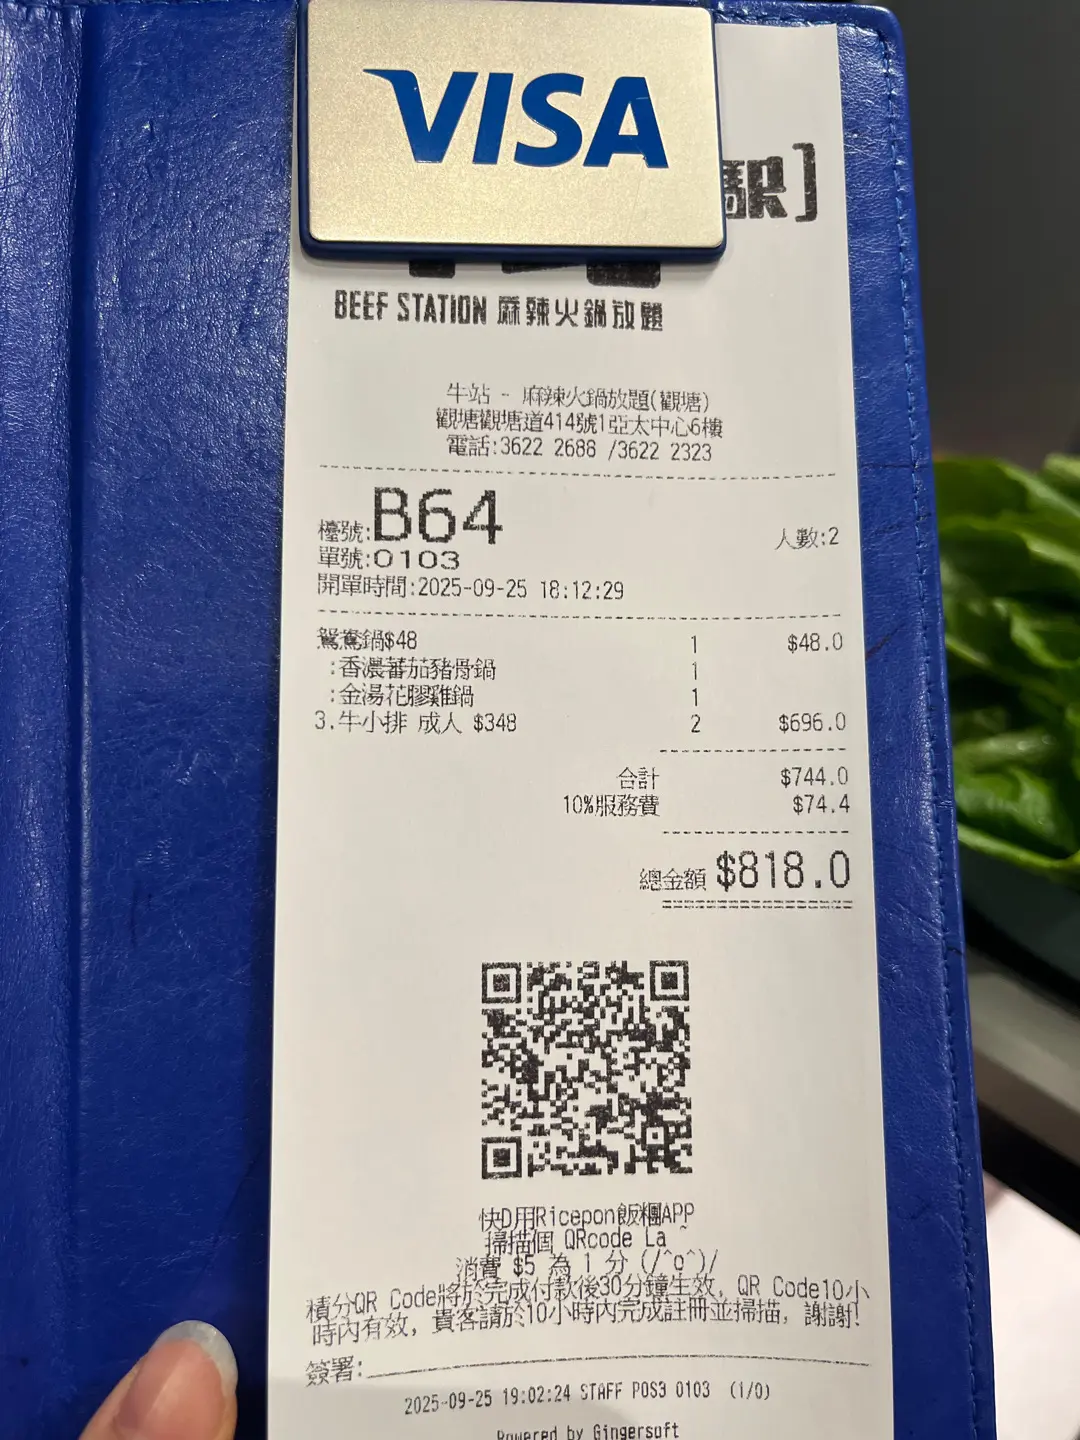 VISA
駅]
BEEF STATION 麻辣火鍋放題
牛站 - 麻辣火鍋放題(觀塘)
觀塘觀塘道414號1亞太中心6樓
電話:3622 2688 /3622 2323
檯號:B64 人數:2
單號:0103
開單時間:2025-09-25 18:12:29
鴛鴦鍋$48 1 $48.0
:香濃蕃茄豬骨鍋 1
:金湯花膠雞鍋 1
3.牛小排 成人 $348 2 $696.0
合計 $744.0
10%服務費 $74.4
總金額 $818.0
快D用Ricepon飯糰APP
掃描個 QRcode La ~
消費 $5 為 1 分 (/^o^)/
積分QR Code將於完成付款後30分鐘生效, QR Code10小
時內有效, 貴客請於10小時內完成註冊並掃描, 謝謝!
簽署:
2025-09-25 19:02:24 STAFF POS3 0103 (1/0)
Powered by Gingersoft